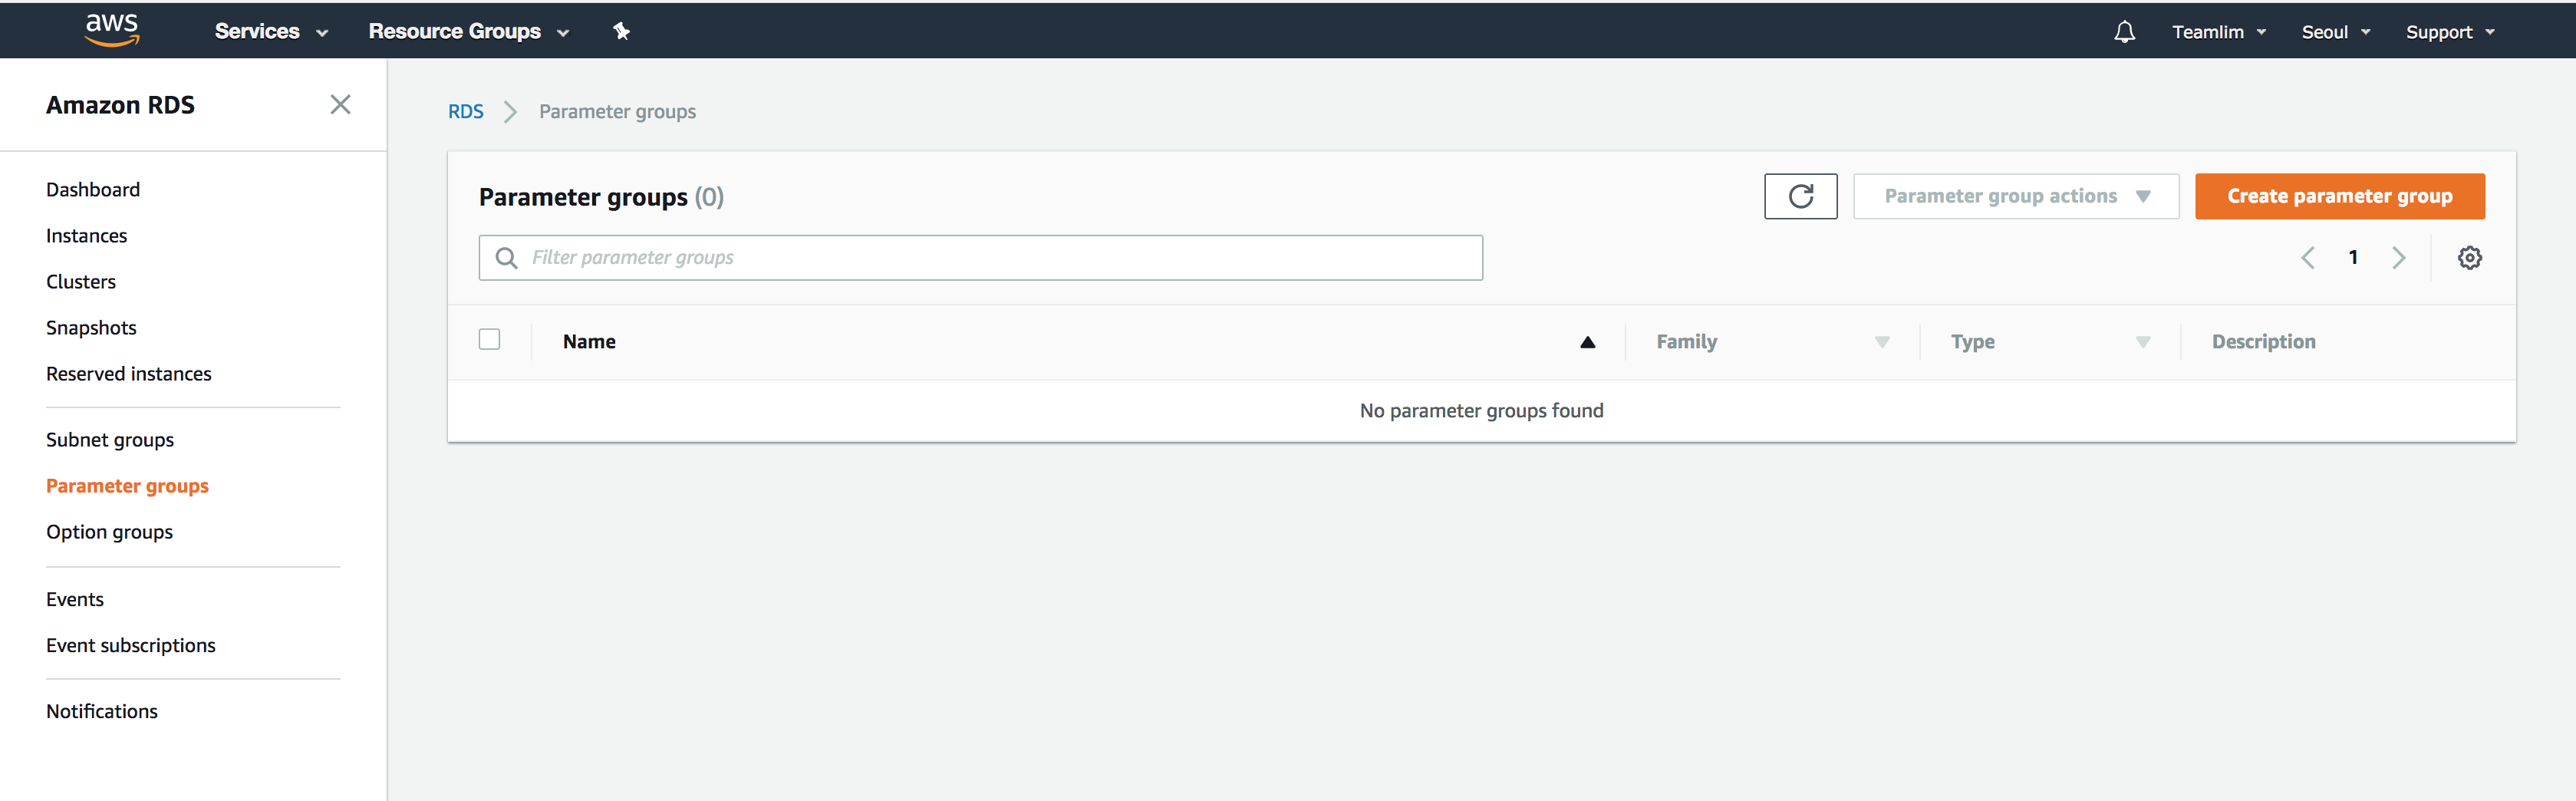 aws Services Resource Groups Teamlim Seoul Support
Amazon RDS
Dashboard
Instances
Clusters
Snapshots
Reserved instances
Subnet groups
Parameter groups
Option groups
Events
Event subscriptions
Notifications
RDS Parameter groups
Parameter groups (0) Parameter group actions Create parameter group
Filter parameter groups 1
Name Family Type Description
No parameter groups found